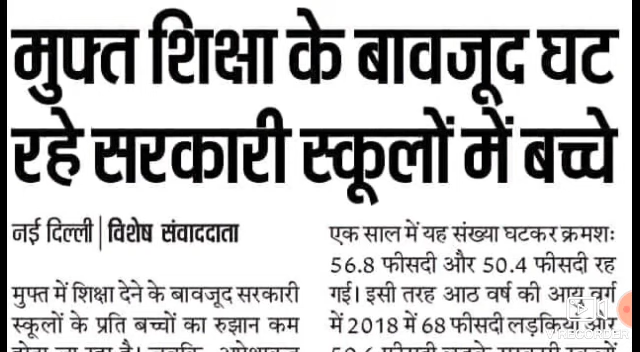 मुफ्त शिक्षा के बावजूद घट
रहे सरकारी स्कूलों में बच्चे
नई दिल्ली | विशेष संवाददाता
मुफ्त में शिक्षा देने के बावजूद सरकारी
स्कूलों के प्रति बच्चों का रुझान कम
एक साल में यह संख्या घटकर क्रमशः
56.8 फीसदी और 50.4 फीसदी रह
गई। इसी तरह आठ वर्ष की आयु वर्ग
में 2018 में 68 फीसदी लड़कियां और
VRECORDER